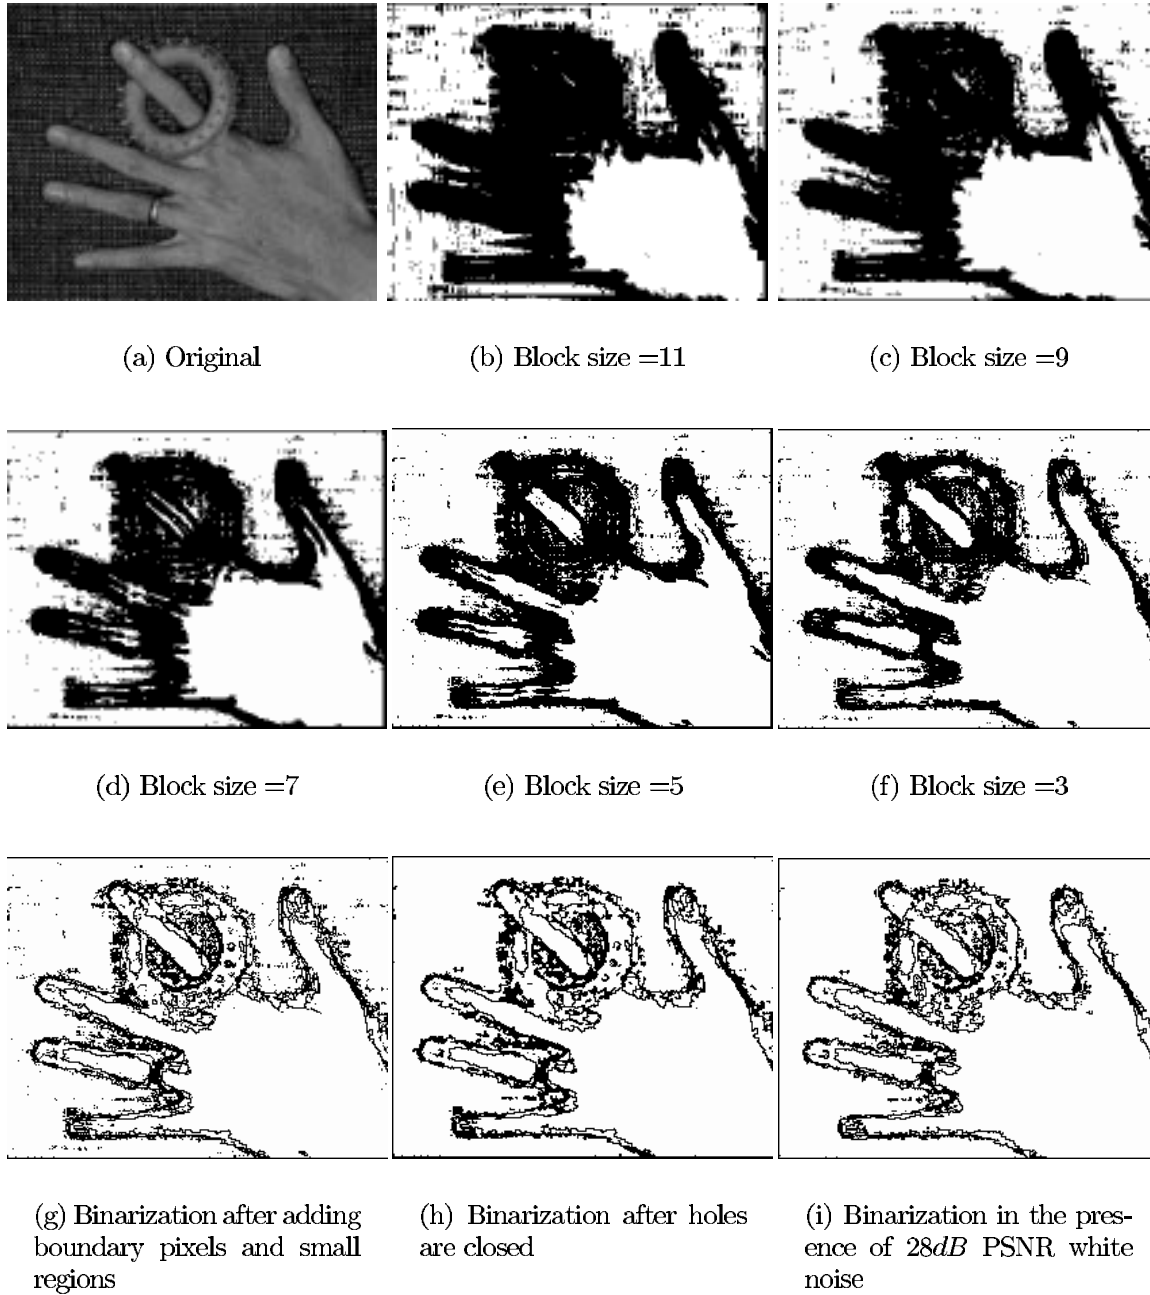 (a) Original
(b) Block size =11
(c) Block size =9
(d) Block size =7
(e) Block size =5
(f) Block size =3
(g) Binarization after adding
boundary pixels and small
regions
(h) Binarization after holes
are closed
(i) Binarization in the pres-
ence of 28dB PSNR white
noise